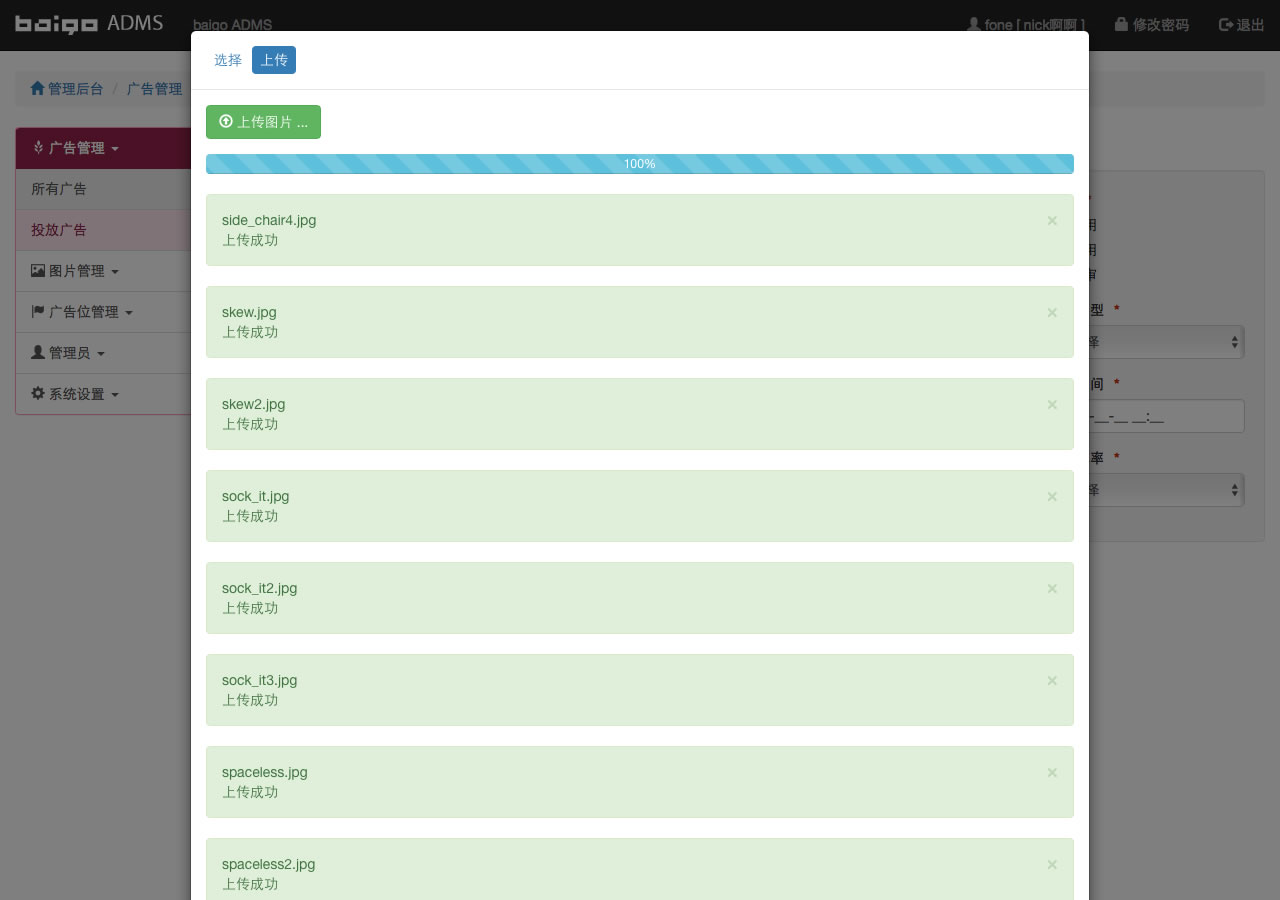 baigo ADMS baigo ADMS fone [ nick啊啊 ] 修改密码 退出
管理后台 / 广告管理
广告管理
所有广告
投放广告
图片管理
广告位管理
管理员
系统设置
选择 上传
上传图片 ...
100%
side_chair4.jpg ×
上传成功
skew.jpg ×
上传成功
skew2.jpg ×
上传成功
sock_it.jpg ×
上传成功
sock_it2.jpg ×
上传成功
sock_it3.jpg ×
上传成功
spaceless.jpg ×
上传成功
spaceless2.jpg ×
上传成功
型 *
择
间 *
-__-__ __:__
率 *
择